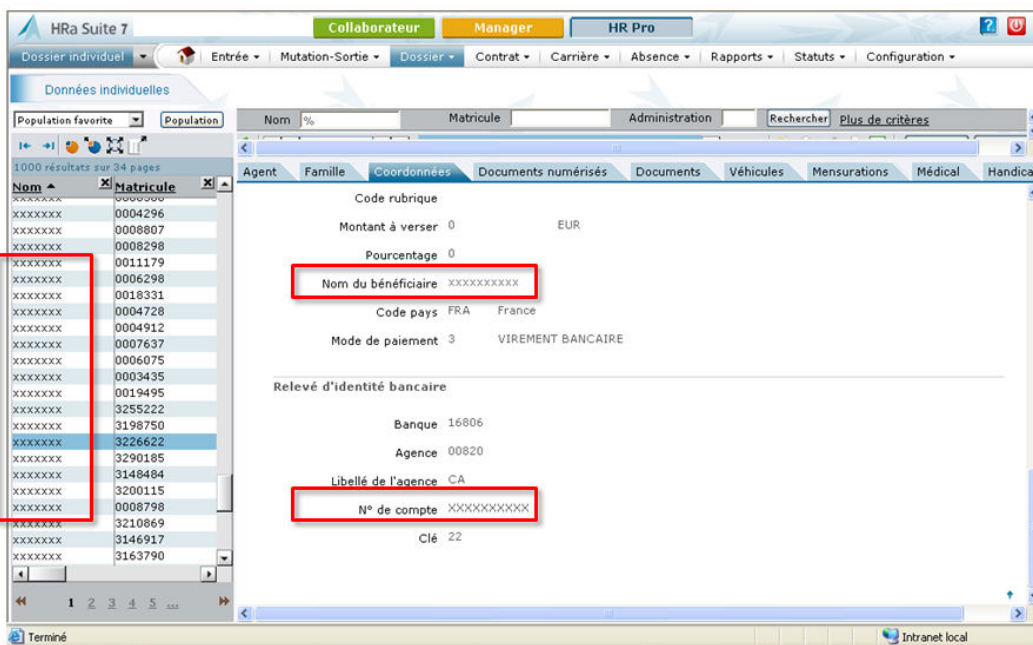 HRa Suite 7 Collaborateur Manager HR Pro
Dossier individuel Entrée Mutation-Sortie Dossier Contrat Carrière Absence Rapports Statuts Configuration
Données individuelles
Population favorite Population Nom % Matricule Administration Rechercher Plus de critères
1000 résultats sur 34 pages
Agent Famille Coordonnées Documents numérisés Documents Véhicules Mensurations Médical Handica
Nom Matricule
xxxxxxx
xxxxxxx 0004296
xxxxxxx 0008807
xxxxxxx 0008298
xxxxxxx 0011179
xxxxxxx 0006298
xxxxxxx 0018331
xxxxxxx 0004728
xxxxxxx 0004912
xxxxxxx 0007637
xxxxxxx 0006075
xxxxxxx 0003435
xxxxxxx 0019495
xxxxxxx 3255222
xxxxxxx 3198750
xxxxxxx 3226622
xxxxxxx 3290185
xxxxxxx 3148484
xxxxxxx 3200115
xxxxxxx 0008798
xxxxxxx 3210869
xxxxxxx 3146917
xxxxxxx 3163790
1 2 3 4 5 ...
Code rubrique
Montant à verser 0 EUR
Pourcentage 0
Nom du bénéficiaire xxxxxxxxxx
Code pays FRA France
Mode de paiement 3 VIREMENT BANCAIRE
Relevé d'identité bancaire
Banque 16806
Agence 00820
Libellé de l'agence CA
N° de compte XXXXXXXXXX
Clé 22
Terminé Intranet local